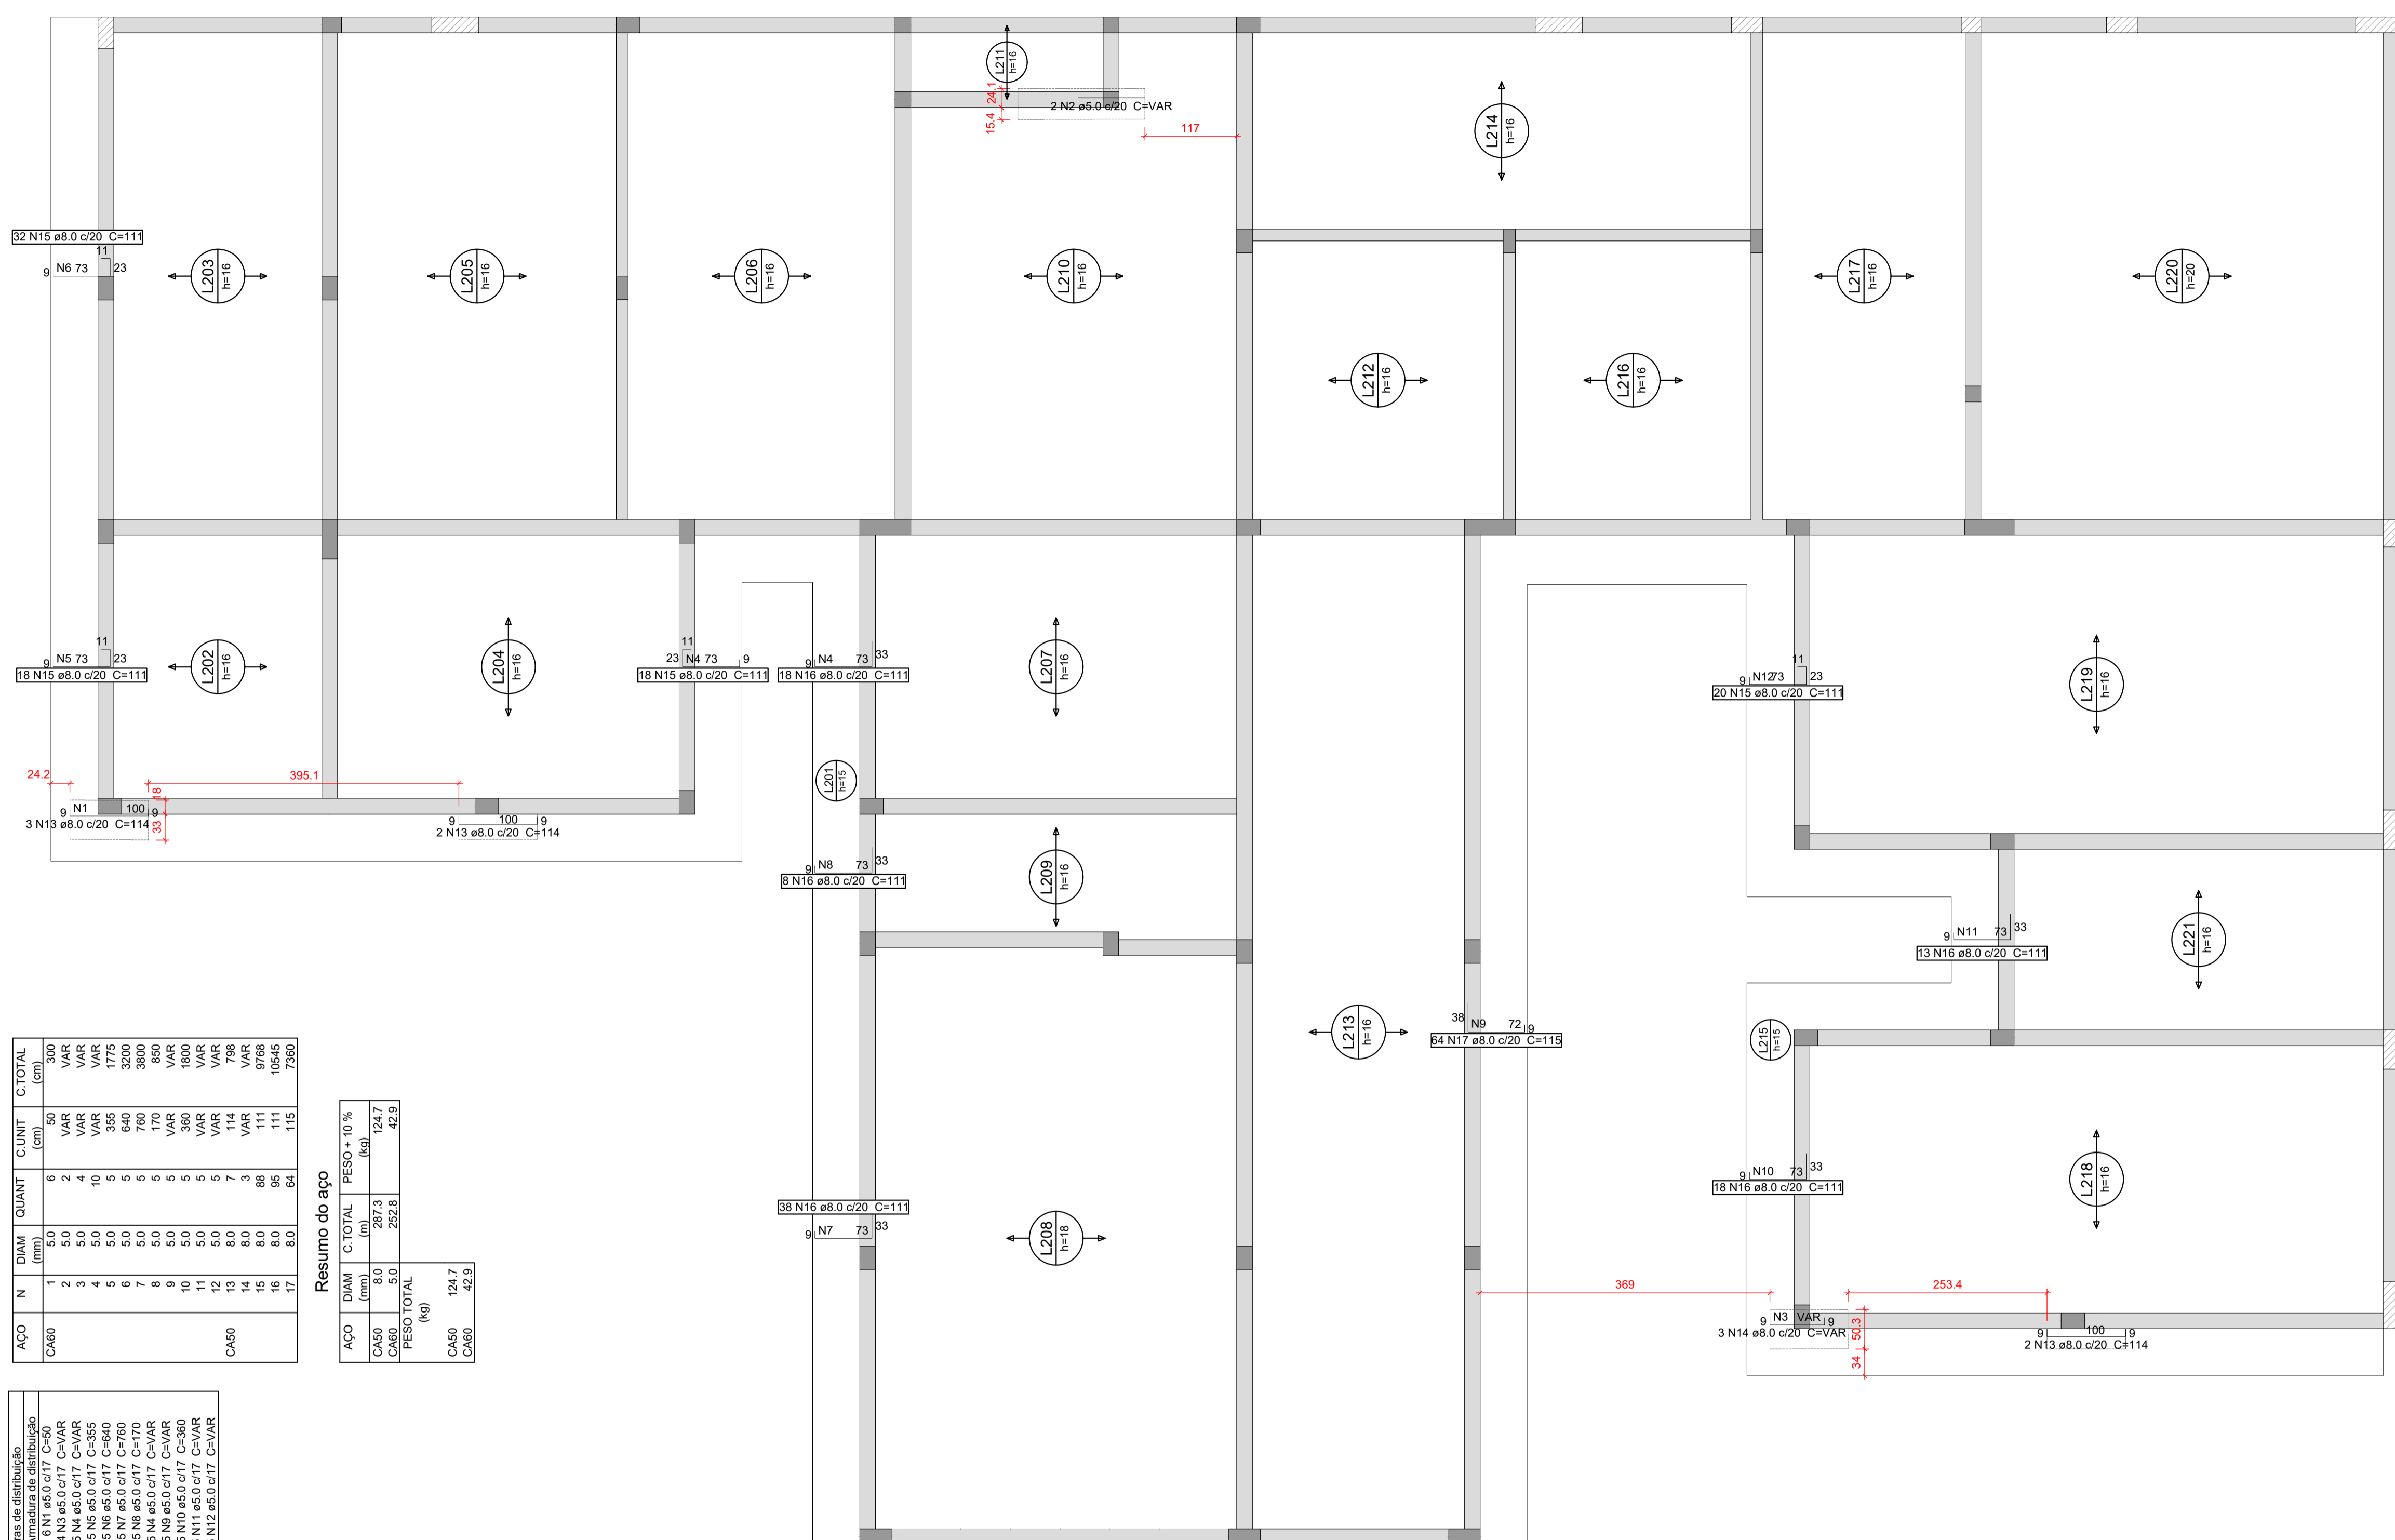 L211
h=16
24.1
15.4
2 N2 ø5.0 c/20 C=VAR
117
L214
h=16
32 N15 ø8.0 c/20 C=111
11
9
N6 73
23
L203
h=16
L205
h=16
L206
h=16
L210
h=16
L217
h=16
L220
h=20
L212
h=16
L216
h=16
11
9
N5 73
23
18 N15 ø8.0 c/20 C=111
L202
h=16
L204
h=16
11
23
N4 73
9
18 N15 ø8.0 c/20 C=111
9
N4
73
33
18 N16 ø8.0 c/20 C=111
L207
h=16
11
9
N12
73
23
20 N15 ø8.0 c/20 C=111
L219
h=16
24.2
395.1
18
N1
100
9
9
3 N13 ø8.0 c/20 C=114
33
9
100
9
2 N13 ø8.0 c/20 C=114
L201
h=15
9
N8
73
33
8 N16 ø8.0 c/20 C=111
L209
h=16
9
N11
73
33
13 N16 ø8.0 c/20 C=111
L221
h=16
L213
h=16
38
N9
72
9
64 N17 ø8.0 c/20 C=115
L215
h=15
9
N10
73
33
18 N16 ø8.0 c/20 C=111
L218
h=16
38 N16 ø8.0 c/20 C=111
9
N7
73
33
L208
h=18
369
253.4
9
N3
VAR
9
3 N14 ø8.0 c/20 C=VAR
50.3
34
9
100
9
2 N13 ø8.0 c/20 C=114
AÇO N DIAM (mm) QUANT C.UNIT (cm) C.TOTAL (cm)
CA60 1 5.0 6 50 300
2 5.0 2 VAR VAR
3 5.0 4 VAR VAR
4 5.0 10 VAR VAR
5 5.0 5 355 1775
6 5.0 5 640 3200
7 5.0 5 760 3800
8 5.0 5 170 850
9 5.0 5 VAR VAR
10 5.0 5 360 1800
11 5.0 5 VAR VAR
12 5.0 5 VAR VAR
CA50 13 8.0 7 114 798
14 8.0 3 VAR VAR
15 8.0 88 111 9768
16 8.0 95 111 10545
17 8.0 64 115 7360
Resumo do aço
AÇO DIAM (mm) C.TOTAL (m) PESO + 10 % (kg)
CA50 8.0 287.3 124.7
CA60 5.0 252.8 42.9
PESO TOTAL
(kg)
CA50 124.7
CA60 42.9
de distribuição
Armadura de distribuição
6 N1 ø5.0 c/17 C=50
4 N3 ø5.0 c/17 C=VAR
N4 ø5.0 c/17 C=VAR
5 N5 ø5.0 c/17 C=355
5 N6 ø5.0 c/17 C=640
5 N7 ø5.0 c/17 C=760
5 N8 ø5.0 c/17 C=170
N4 ø5.0 c/17 C=VAR
N9 ø5.0 c/17 C=VAR
N10 ø5.0 c/17 C=360
N11 ø5.0 c/17 C=VAR
N12 ø5.0 c/17 C=VAR